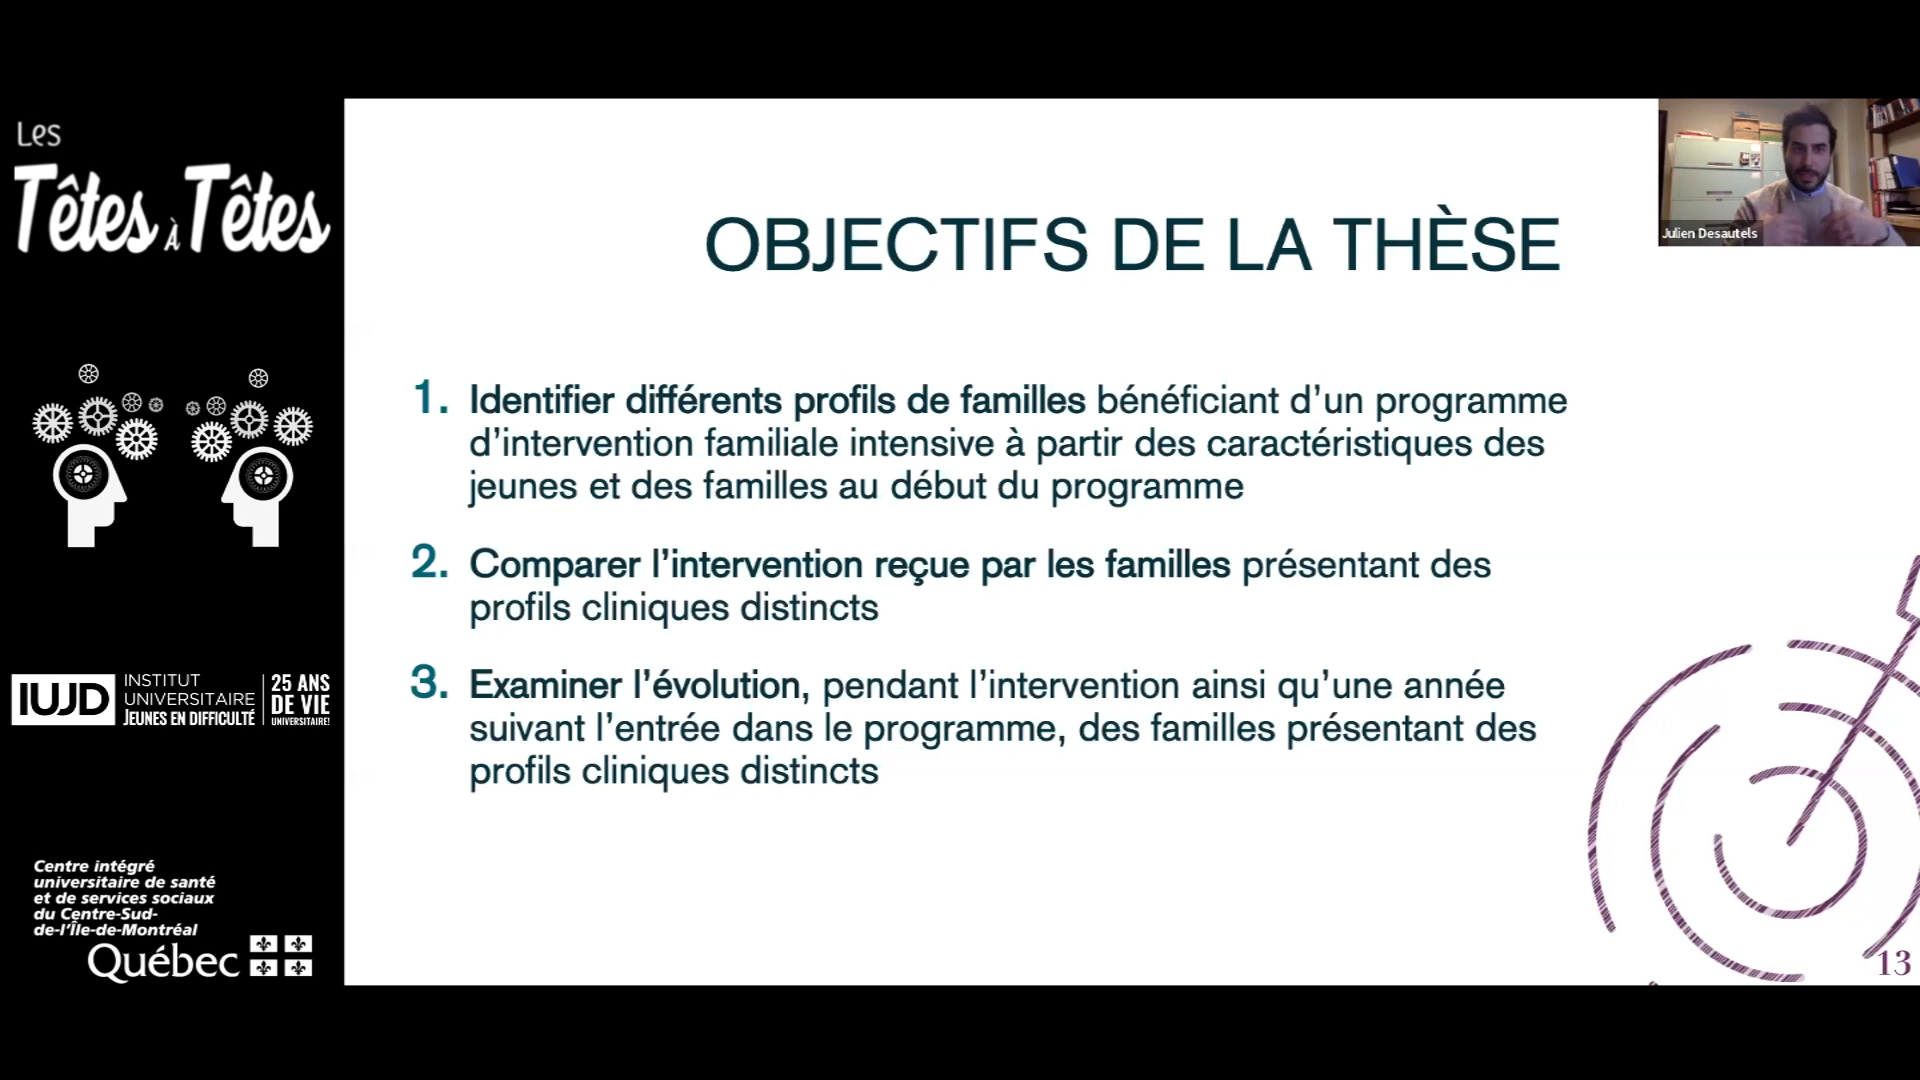 Les
Têtes à Têtes
IUJD
INSTITUT
UNIVERSITAIRE
JEUNES EN DIFFICULTÉ
25 ANS
DE VIE
UNIVERSITAIRE!
Centre intégré
universitaire de santé
et de services sociaux
du Centre-Sud-
de-l'Île-de-Montréal
Québec
OBJECTIFS DE LA THÈSE
1. Identifier différents profils de familles bénéficiant d’un programme
d’intervention familiale intensive à partir des caractéristiques des
jeunes et des familles au début du programme
2. Comparer l’intervention reçue par les familles présentant des
profils cliniques distincts
3. Examiner l’évolution, pendant l’intervention ainsi qu’une année
suivant l’entrée dans le programme, des familles présentant des
profils cliniques distincts
Julien Desautels
13